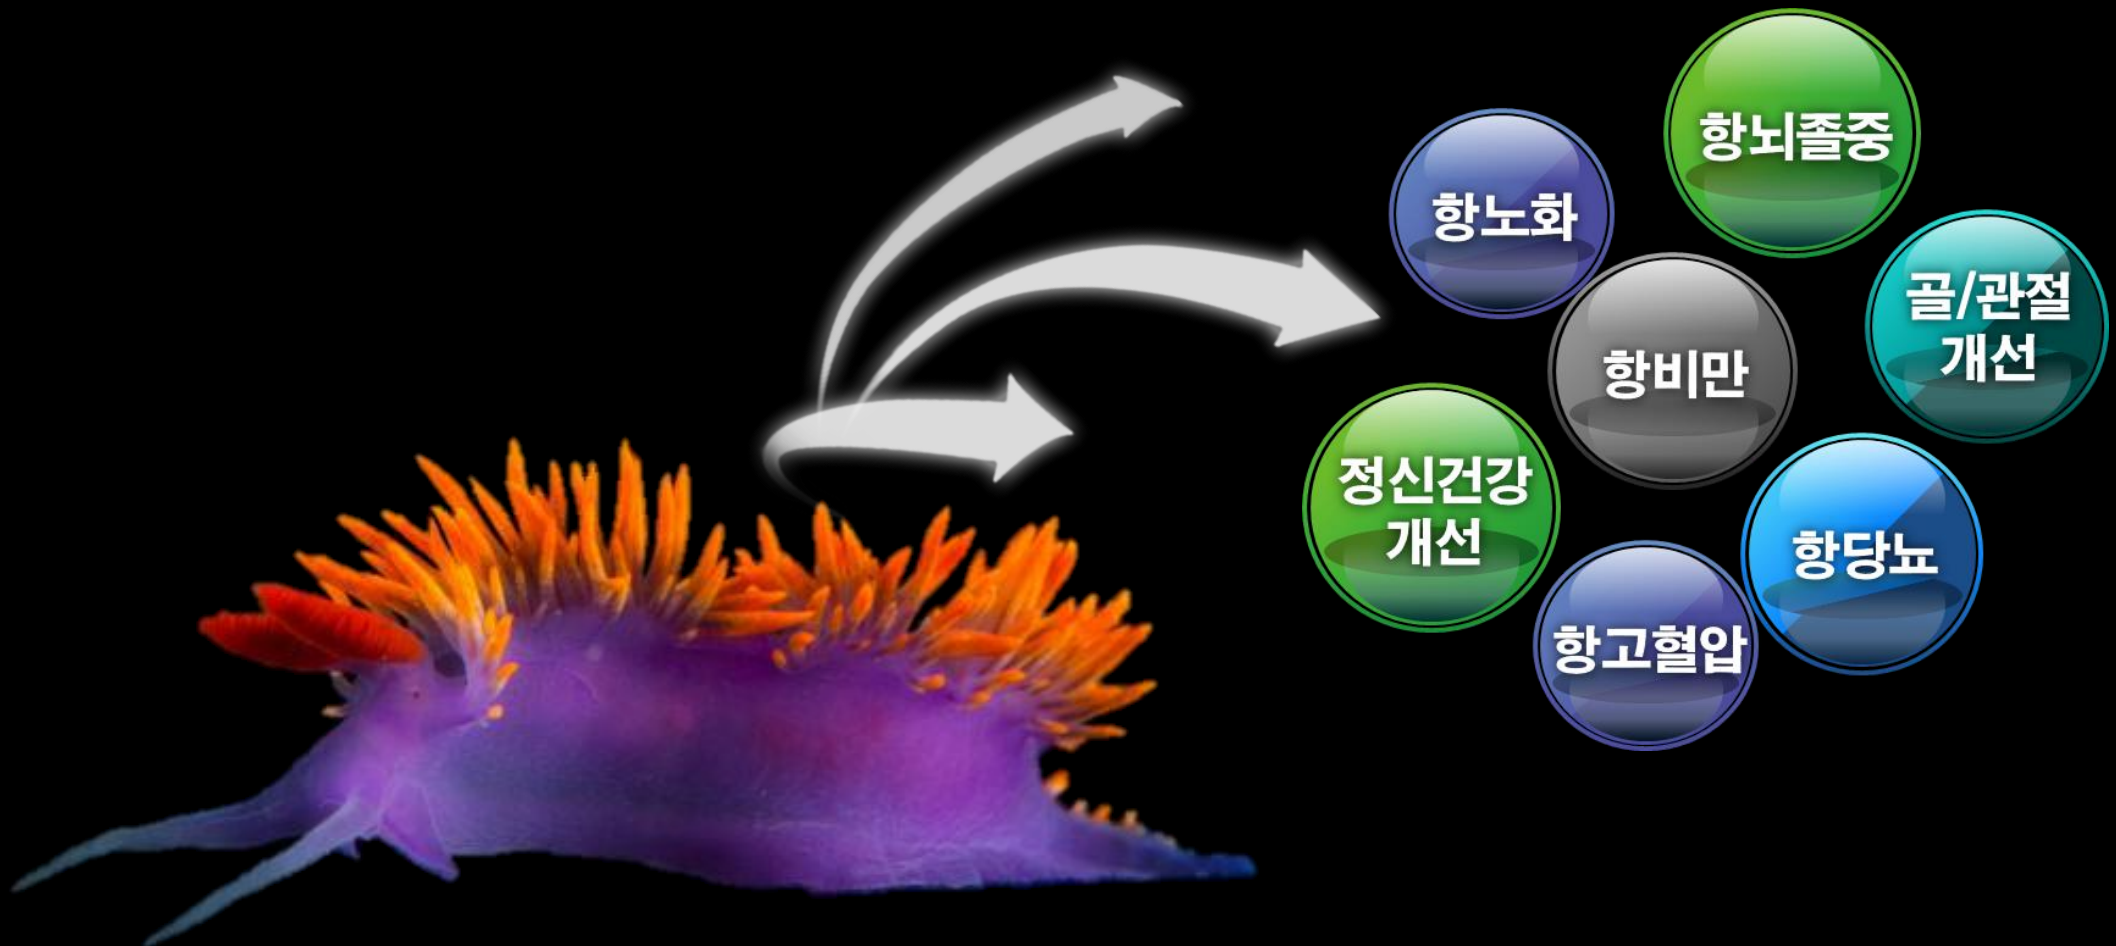 항뇌졸중
항노화
골/관절
개선
항비만
정신건강
개선
항당뇨
항고혈압